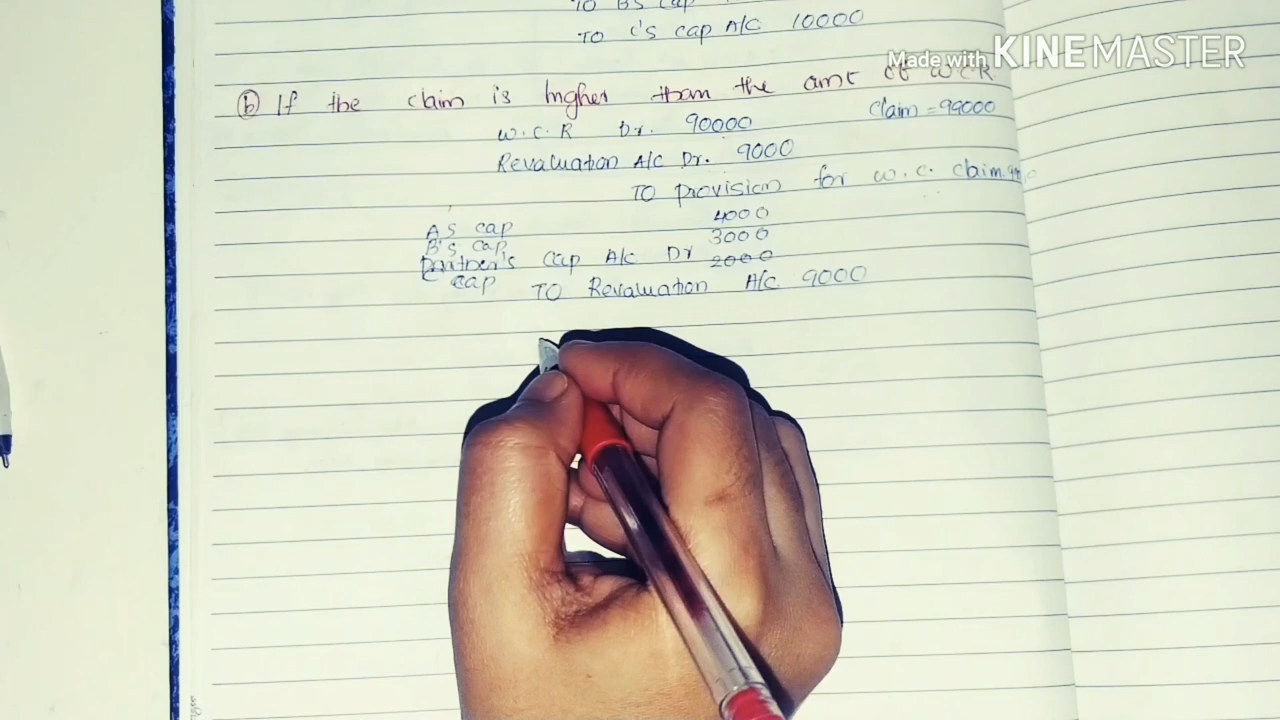 TO B's cap
TO C's cap A/C 10000
Made with KINEMASTER
(b) If the claim is higher than the amt of W.C.R
claim = 99000
W.C.R Dr. 90000
Revaluation A/C Dr. 9000
TO provision for w.c. claim
A's cap 4000
B's cap 3000
Partner's cap A/C Dr 2000
C cap TO Revaluation A/C 9000